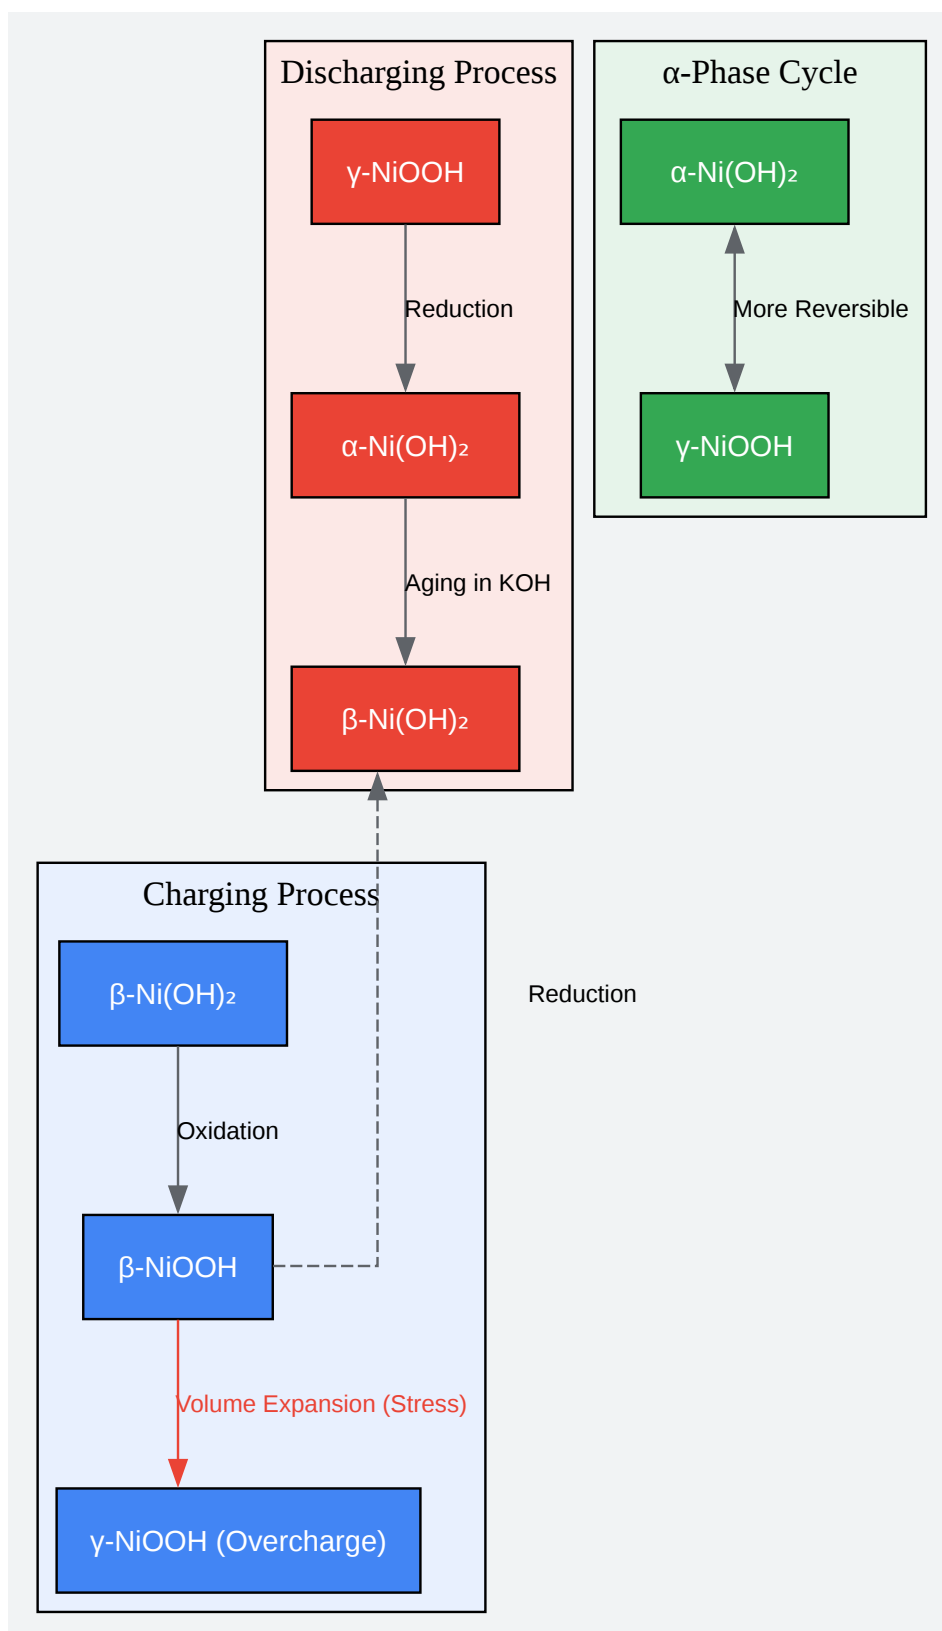 Discharging Process
γ-NiOOH
Reduction
α-Ni(OH)₂
Aging in KOH
β-Ni(OH)₂
α-Phase Cycle
α-Ni(OH)₂
More Reversible
γ-NiOOH
Charging Process
β-Ni(OH)₂
Oxidation
β-NiOOH
Volume Expansion (Stress)
γ-NiOOH (Overcharge)
Reduction